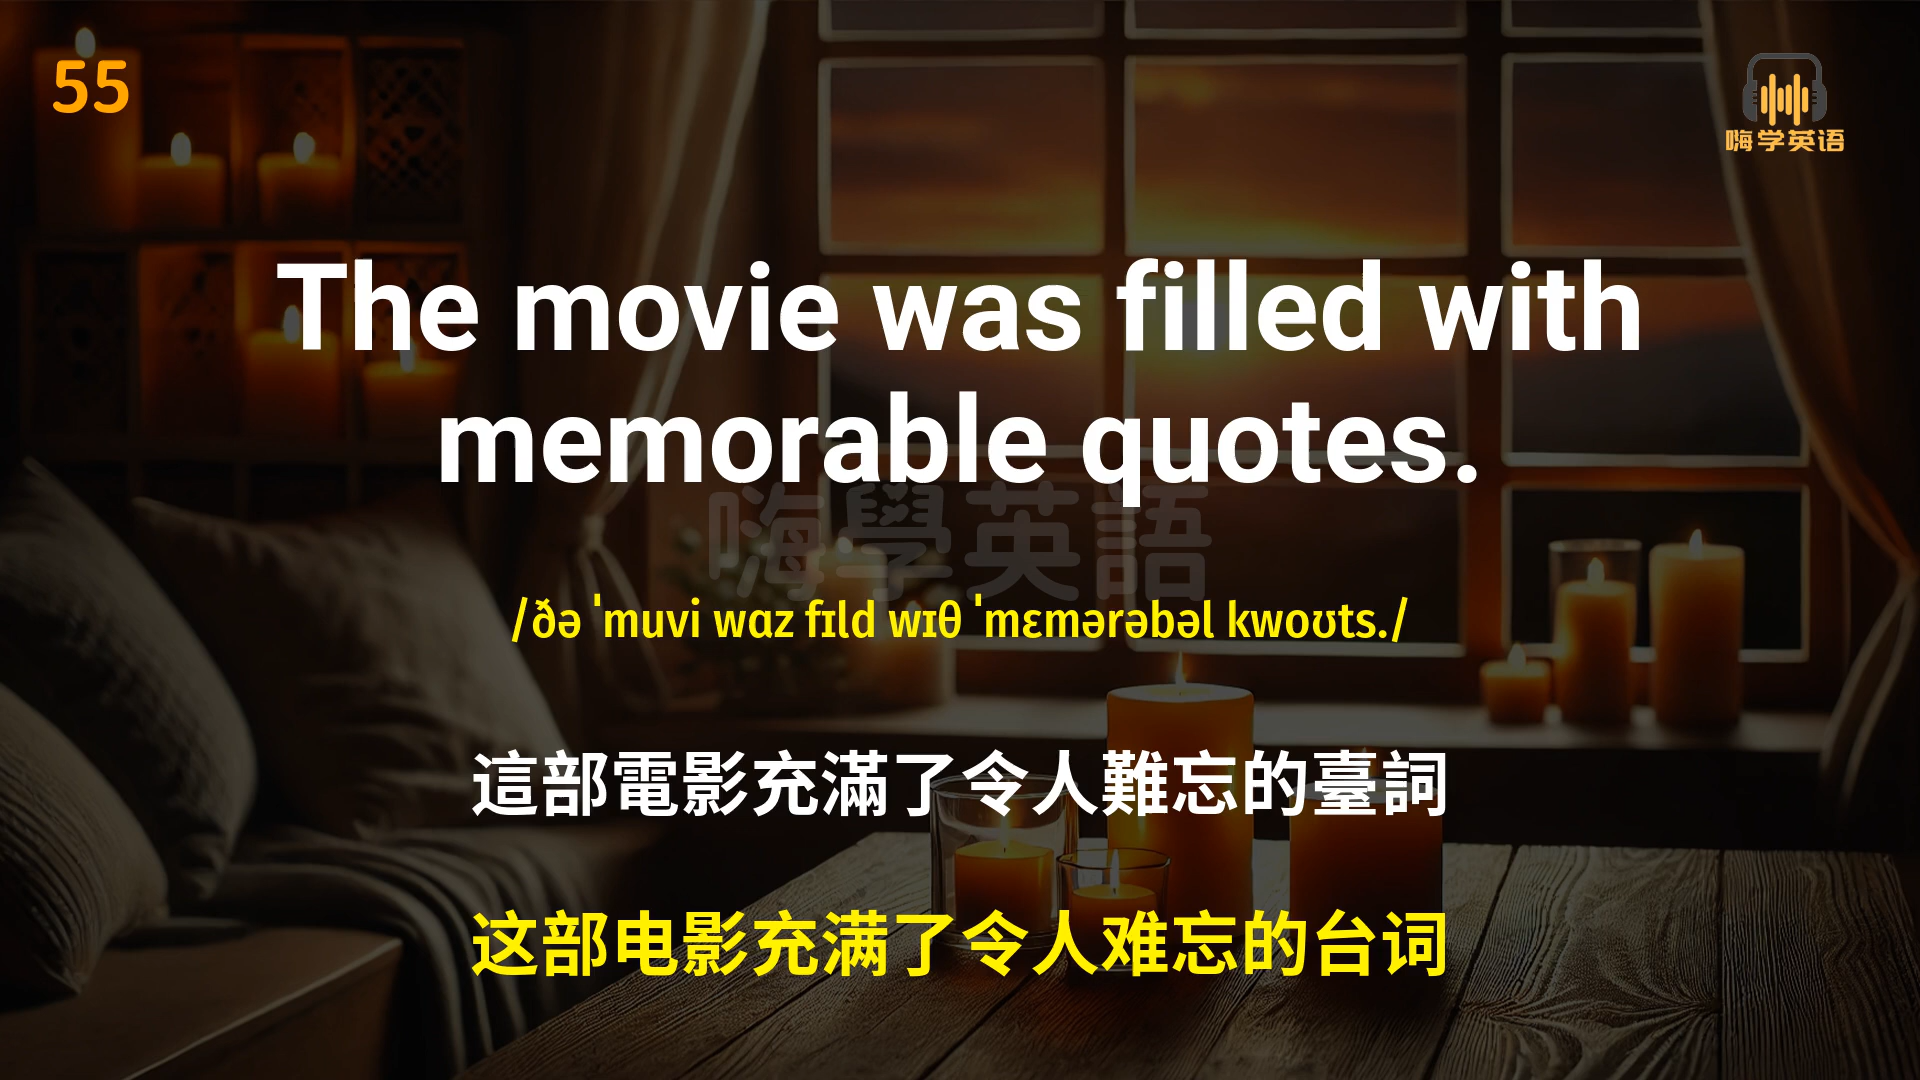 55
嗨学英语
The movie was filled with
memorable quotes.
嗨學英語
/ðə ˈmuvi wɑz fɪld wɪθ ˈmɛmərəbəl kwoʊts./
這部電影充滿了令人難忘的臺詞
这部电影充满了令人难忘的台词